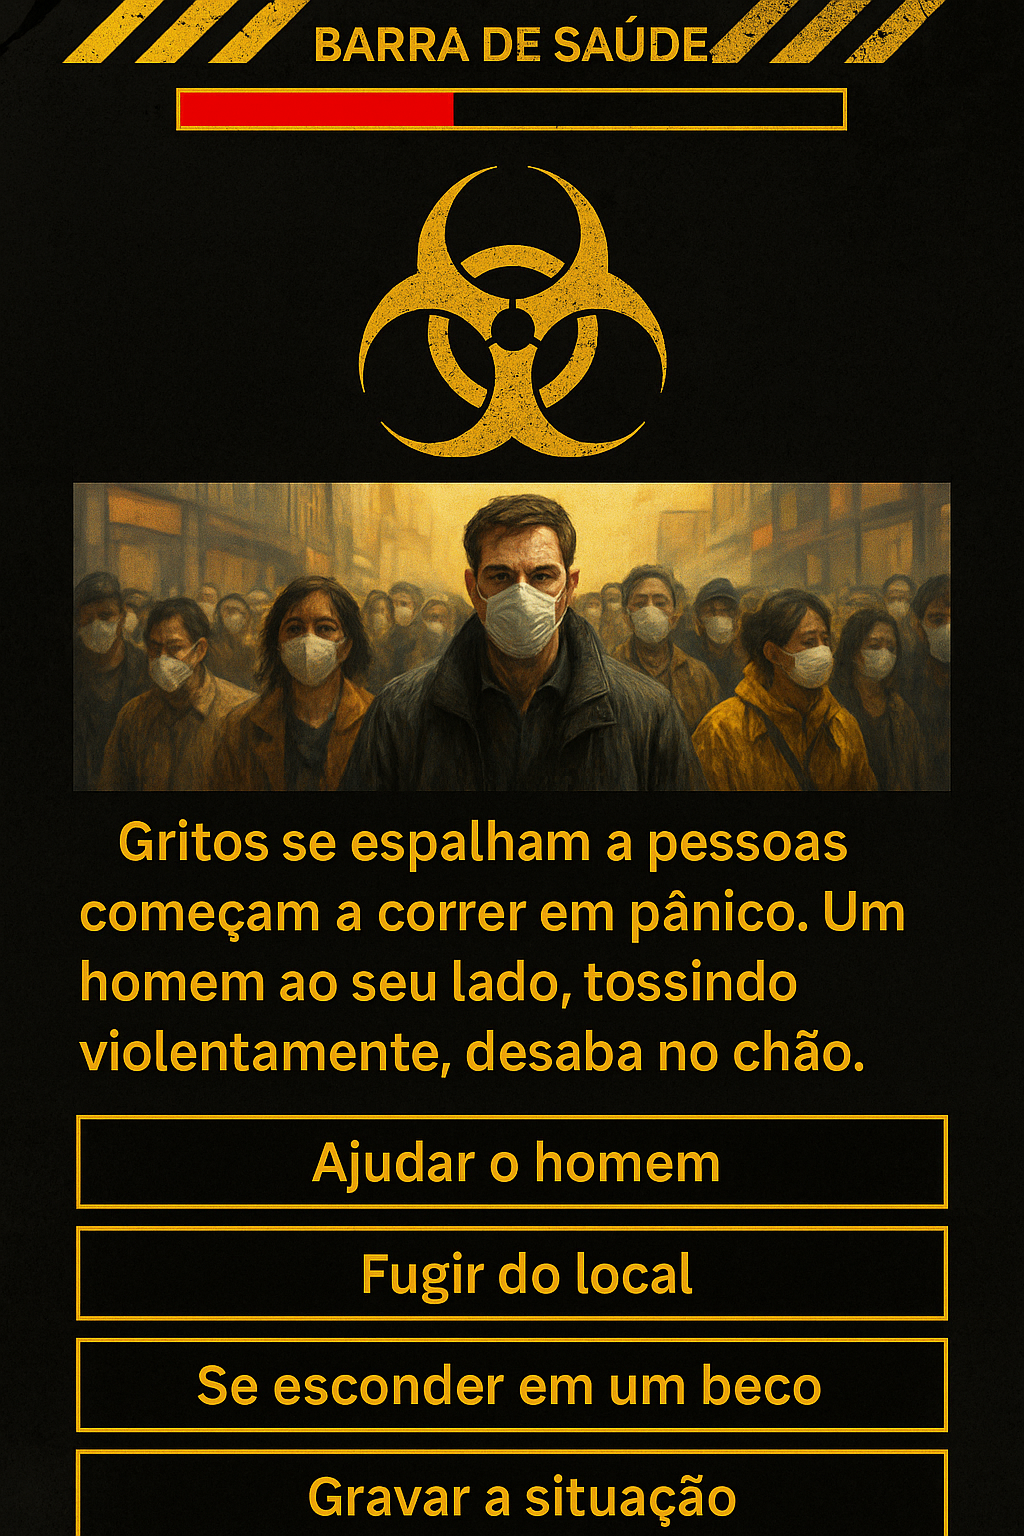 BARRA DE SAÚDE
Gritos se espalham a pessoas
começam a correr em pânico. Um
homem ao seu lado, tossindo
violentamente, desaba no chão.
Ajudar o homem
Fugir do local
Se esconder em um beco
Gravar a situação